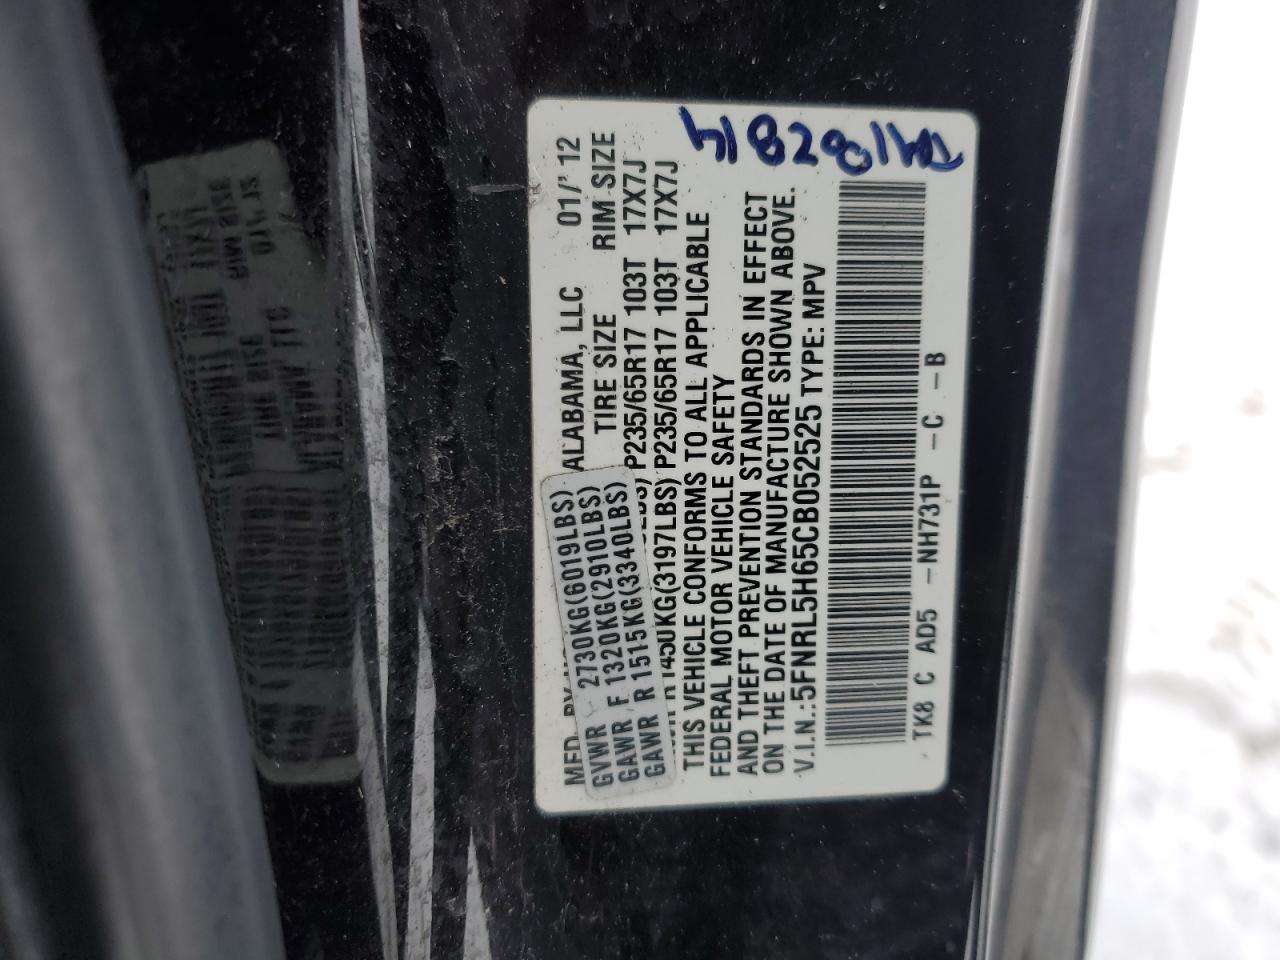 MFD. BY ALABAMA, LLC 01/'12
TIRE SIZE RIM SIZE
GVWR 2730KG(6019LBS)
GAWR F 1320KG(2910LBS) P235/65R17 103T 17X7J
GAWR R 1515KG(3340LBS)
1450KG(3197LBS) P235/65R17 103T 17X7J
THIS VEHICLE CONFORMS TO ALL APPLICABLE
FEDERAL MOTOR VEHICLE SAFETY
AND THEFT PREVENTION STANDARDS IN EFFECT
ON THE DATE OF MANUFACTURE SHOWN ABOVE.
V.I.N.:5FNRL5H65CB052525 TYPE: MPV
TK8 C AD5 -NH731P -C -B